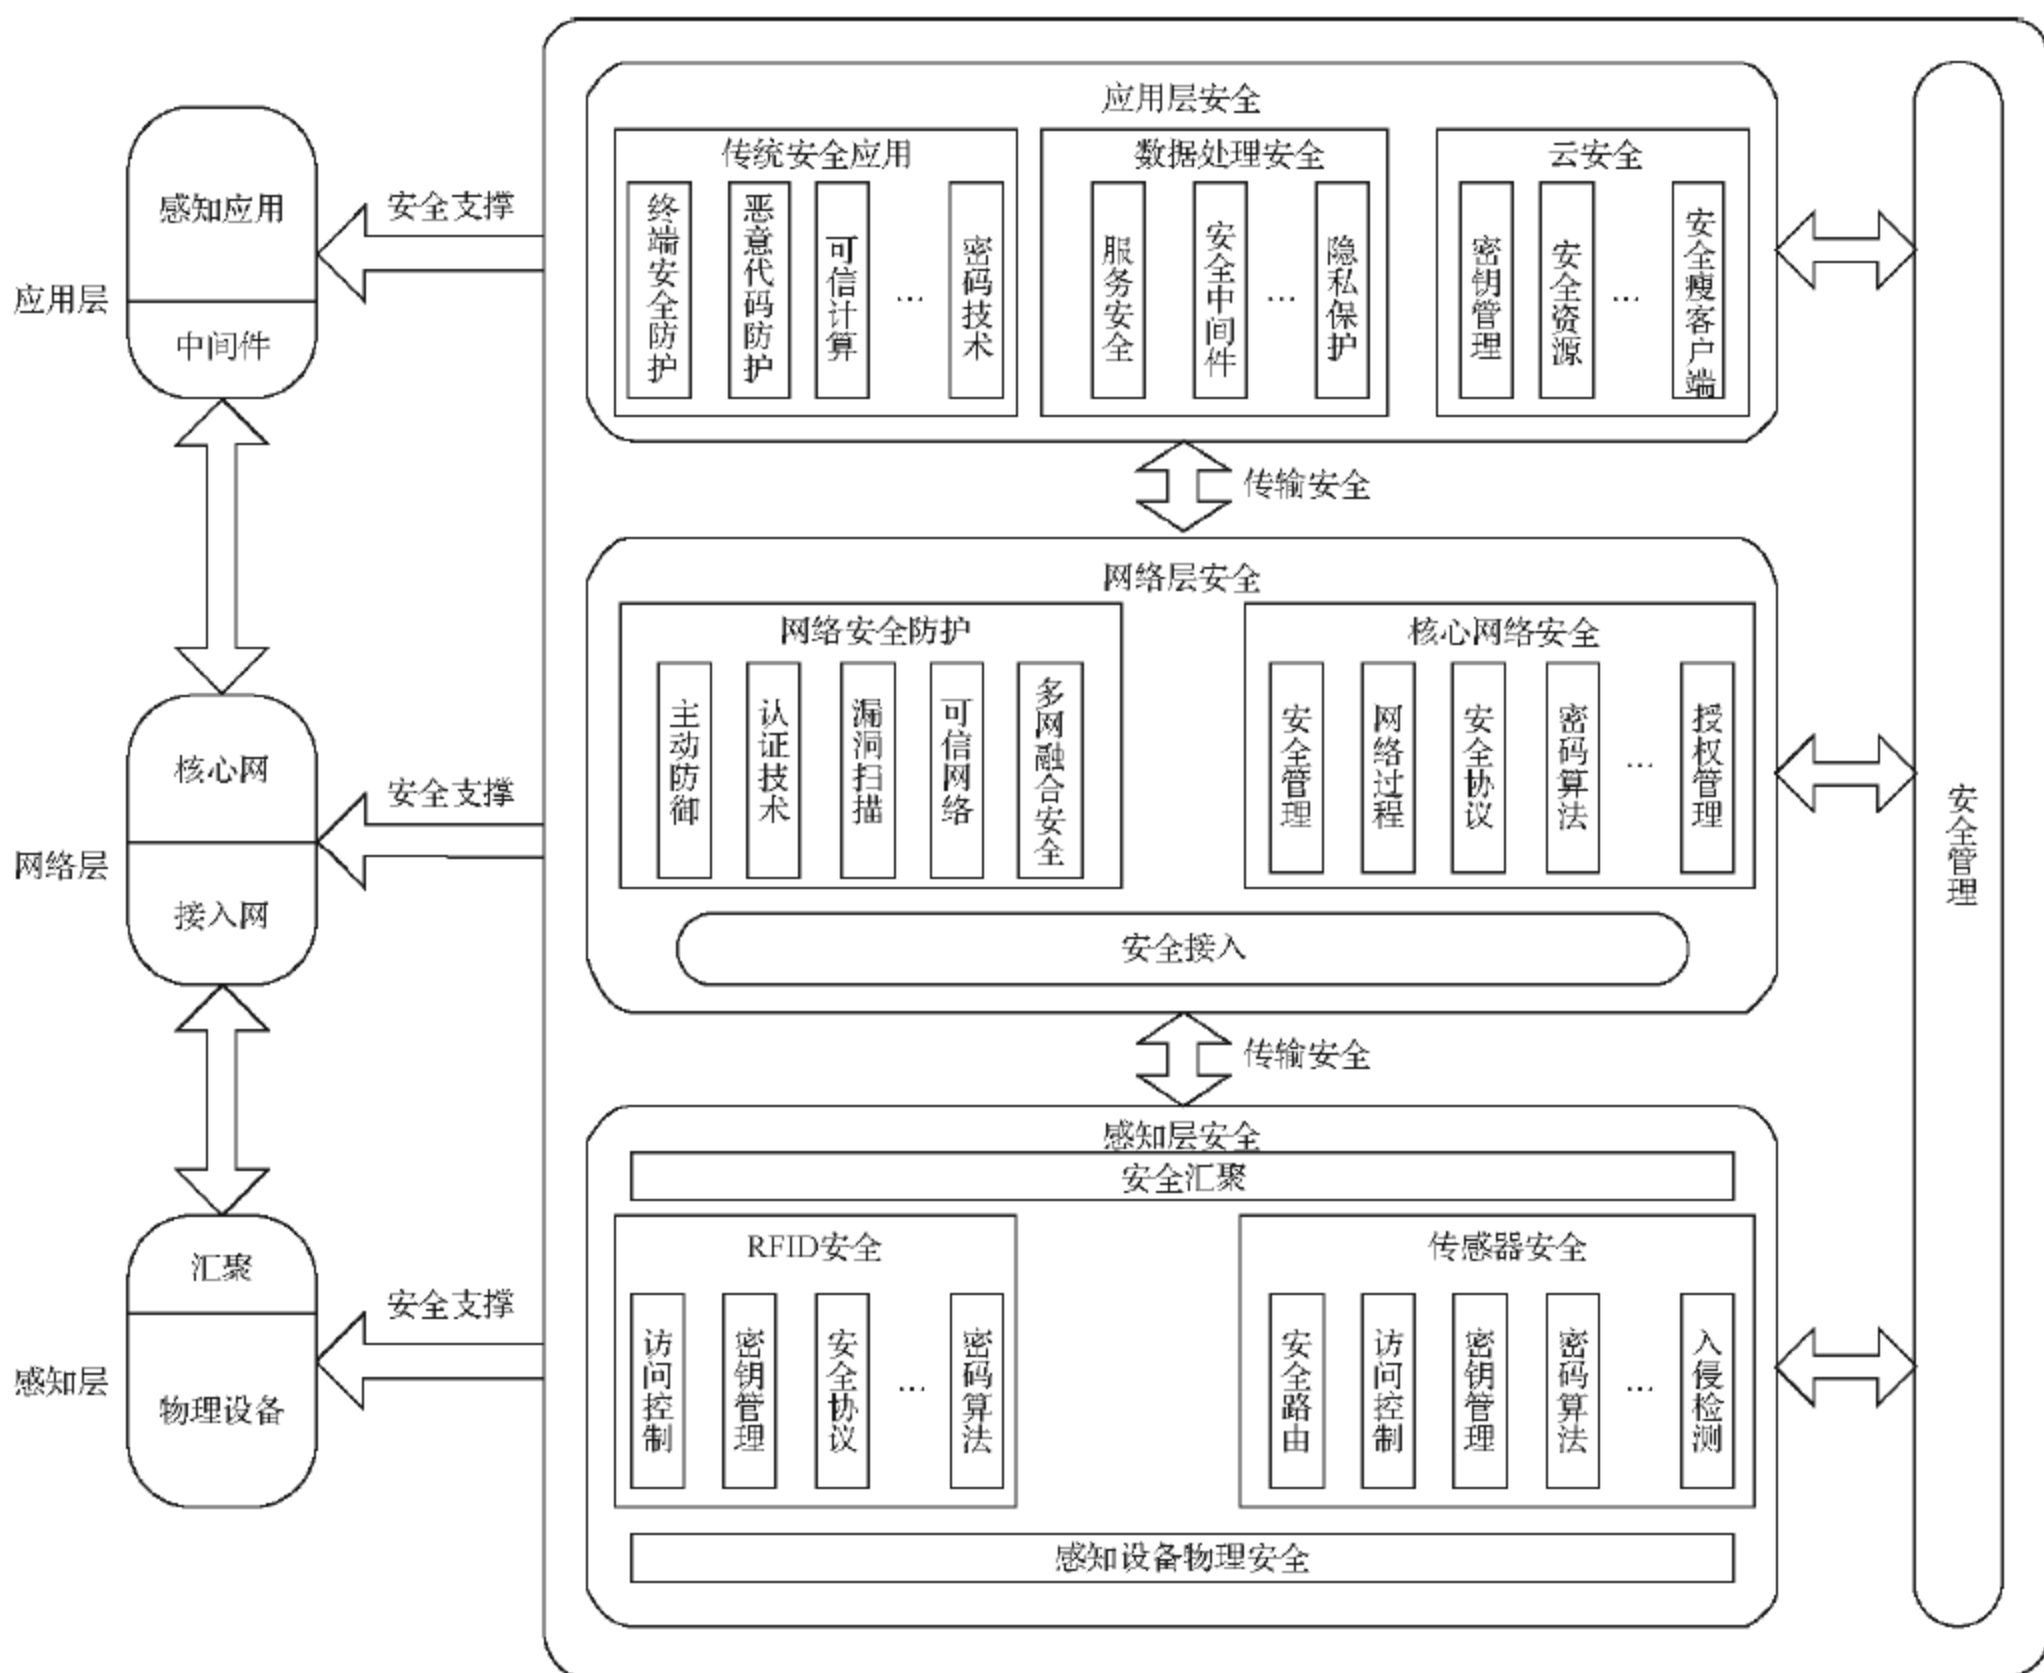 应用层安全
传统安全应用
数据处理安全
云安全
终端安全防护
恶意代码防护
可信计算
…
密码技术
服务安全
安全中间件
…
隐私保护
密钥管理
安全资源
…
安全瘦客户端
感知应用
中间件
应用层
安全支撑
传输安全
网络层安全
网络安全防护
核心网络安全
主动防御
认证技术
漏洞扫描
可信网络
多网融合安全
安全管理
网络过程
安全协议
密码算法
…
授权管理
安全接入
核心网
接入网
网络层
安全支撑
安全管理
传输安全
感知层安全
安全汇聚
RFID安全
传感器安全
访问控制
密钥管理
安全协议
…
密码算法
安全路由
访问控制
密钥管理
密码算法
…
入侵检测
感知设备物理安全
汇聚
物理设备
感知层
安全支撑